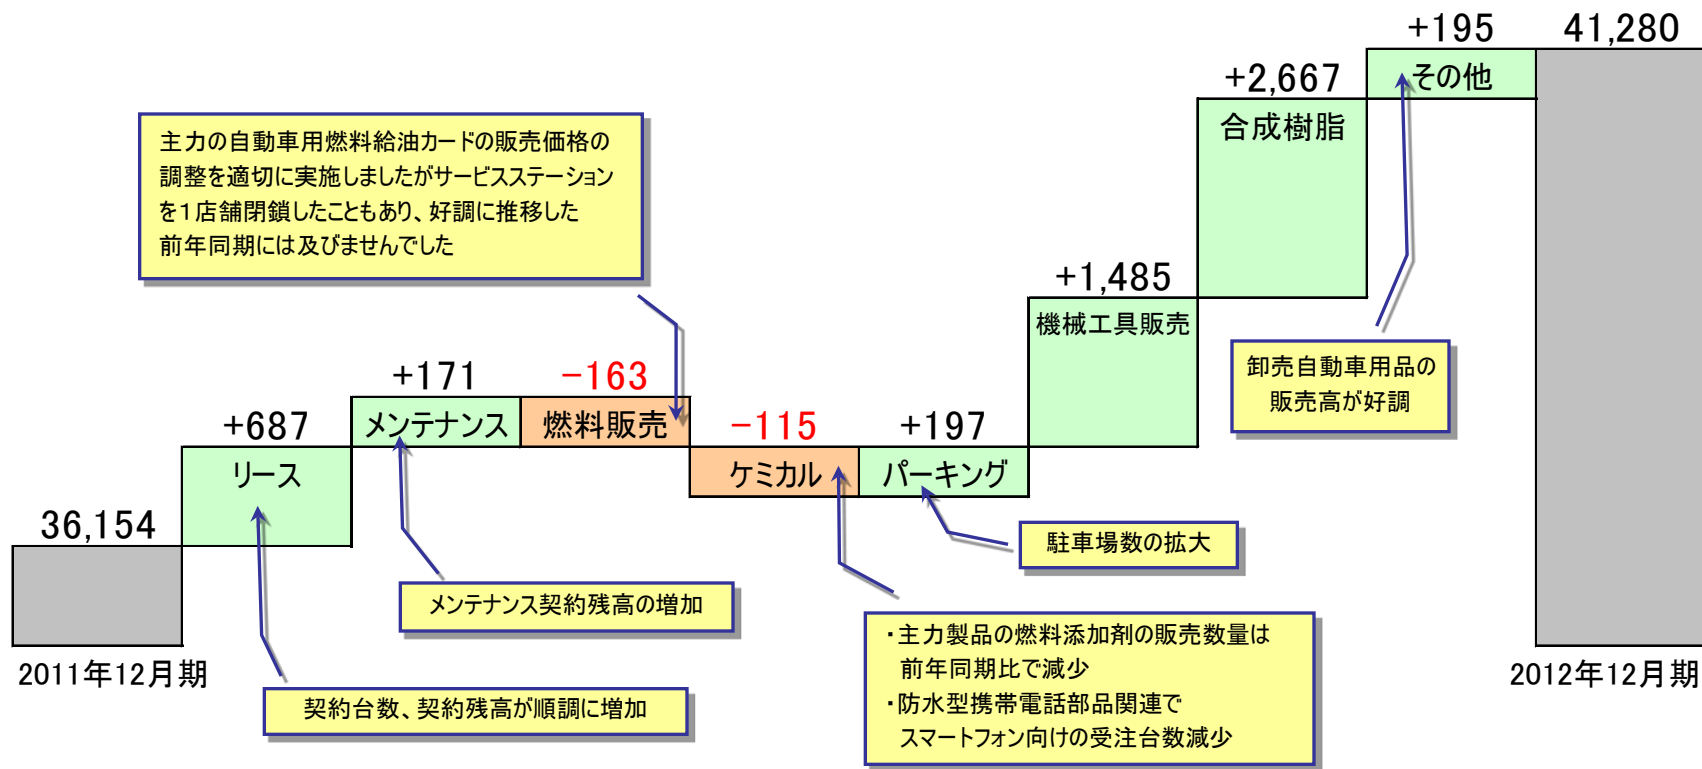 +195
41,280
+2,667
その他
合成樹脂
主力の自動車用燃料給油カードの販売価格の
調整を適切に実施しましたがサービスステーション
を1店舗閉鎖したこともあり、好調に推移した
前年同期には及びませんでした
+1,485
機械工具販売
卸売自動車用品の
販売高が好調
+171
-163
メンテナンス
燃料販売
+687
リース
-115
+197
ケミカル
パーキング
36,154
駐車場数の拡大
メンテナンス契約残高の増加
・主力製品の燃料添加剤の販売数量は
前年同期比で減少
・防水型携帯電話部品関連で
スマートフォン向けの受注台数減少
2011年12月期
2012年12月期
契約台数、契約残高が順調に増加